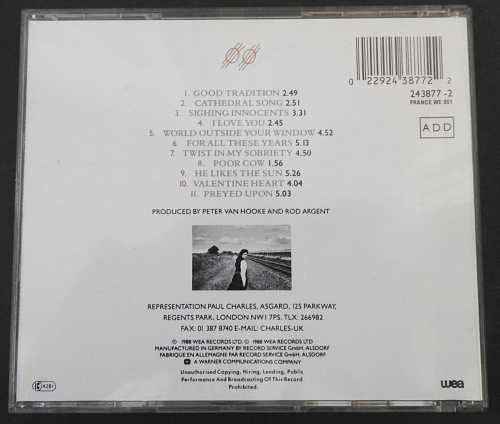 1. GOOD TRADITION 2.49
2. CATHEDRAL SONG 2.51
3. SIGHING INNOCENTS 3.31
4. I LOVE YOU 2.45
5. WORLD OUTSIDE YOUR WINDOW 4.52
6. FOR ALL THESE YEARS 5.13
7. TWIST IN MY SOBRIETY 4.50
8. POOR COW 1.56
9. HE LIKES THE SUN 5.26
10. VALENTINE HEART 4.04
11. PREYED UPON 5.03
PRODUCED BY PETER VAN HOOKE AND ROD ARGENT
0 22924 38772 2
243877-2
FRANCE WE 851
ADD
REPRESENTATION PAUL CHARLES, ASGARD, 125 PARKWAY,
REGENTS PARK, LONDON NW1 7PS. TLX: 266982
FAX: 01 387 8740 E-MAIL: CHARLES-UK
℗ 1988 WEA RECORDS LTD. © 1988 WEA RECORDS LTD
MANUFACTURED IN GERMANY BY RECORD SERVICE GmbH, ALSDORF
FABRIQUE EN ALLEMAGNE PAR RECORD SERVICE GmbH, ALSDORF
A WARNER COMMUNICATIONS COMPANY
Unauthorised Copying, Hiring, Lending, Public
Performance And Broadcasting Of This Record
Prohibited.
wea